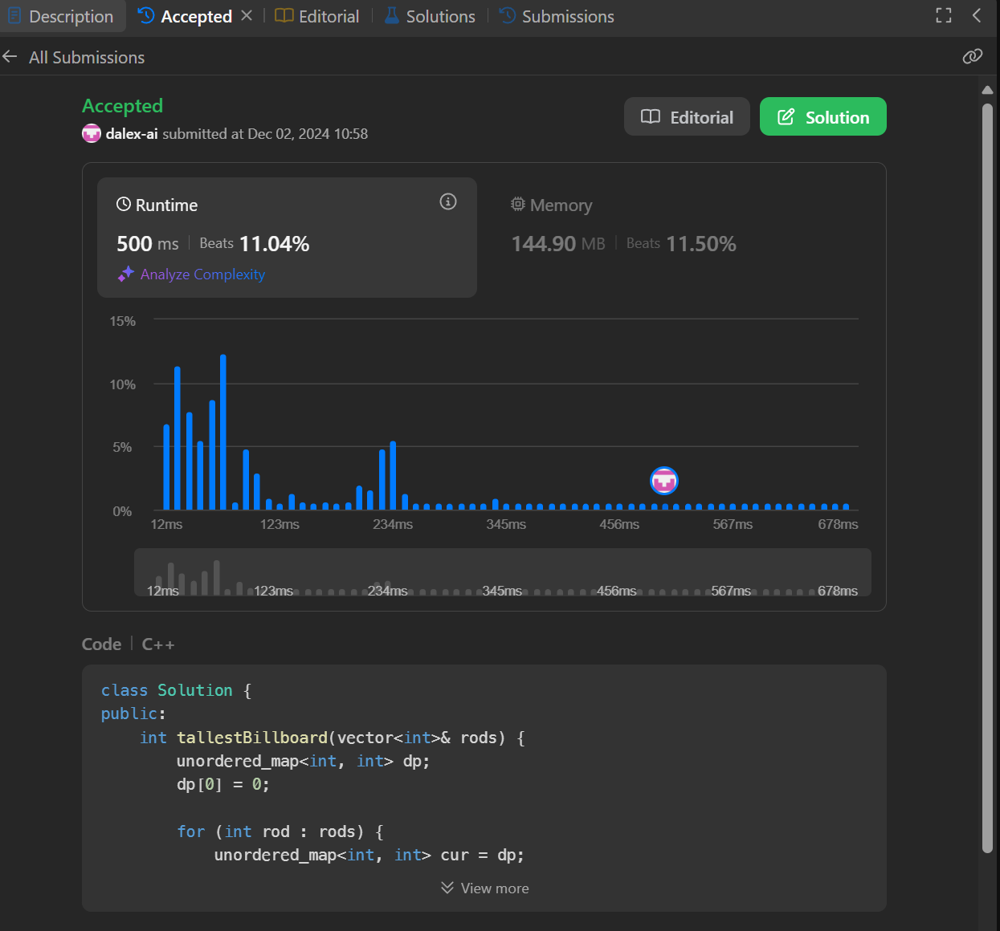 Description Accepted Editorial Solutions Submissions
All Submissions
Accepted
dalex-ai submitted at Dec 02, 2024 10:58
Editorial Solution
Runtime
500 ms Beats 11.04%
Analyze Complexity
Memory
144.90 MB Beats 11.50%
15%
10%
5%
0%
12ms 123ms 234ms 345ms 456ms 567ms 678ms
12ms 123ms 234ms 345ms 456ms 567ms 678ms
Code C++
class Solution {
public:
    int tallestBillboard(vector<int>& rods) {
        unordered_map<int, int> dp;
        dp[0] = 0;
        for (int rod : rods) {
            unordered_map<int, int> cur = dp;
View more